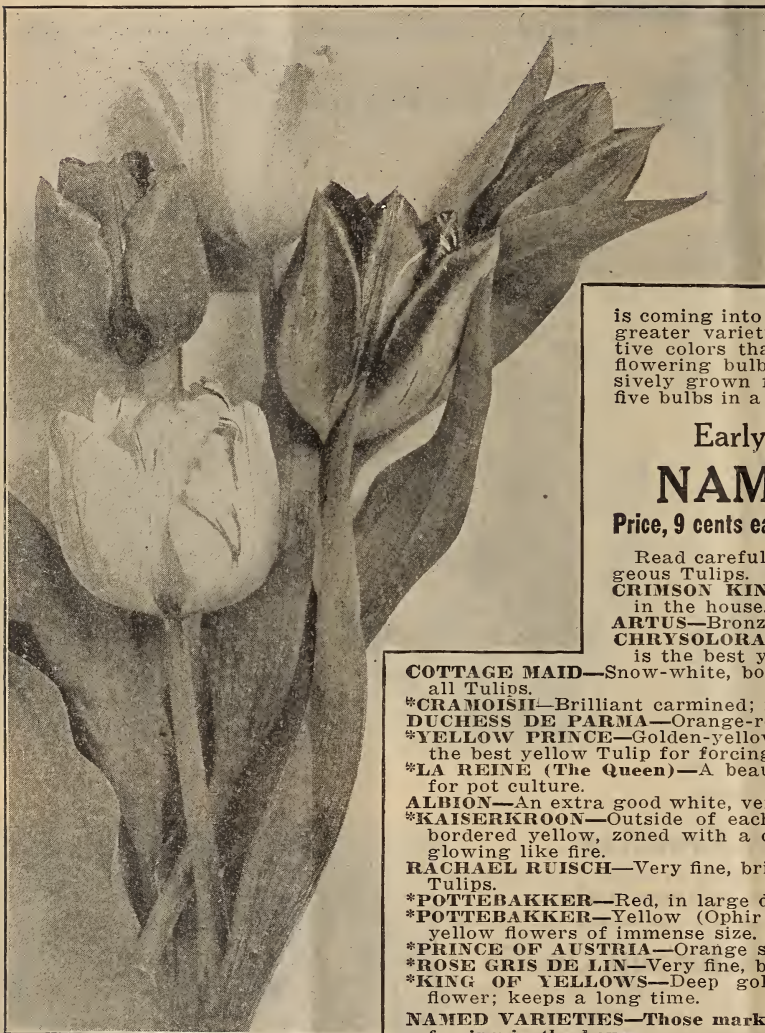 is coming into
greater variet
tive colors tha
flowering bulb
sively grown
five bulbs in a
Early
NAM
Price, 9 cents ea
Read careful
geous Tulips.
CRIMSON KIN
in the house.
ARTUS—Bronz
CHRYSOLORA
is the best y
COTTAGE MAID—Snow-white, bo
all Tulips.
*CRAMOISII—Brilliant carmined;
DUCHESS DE PARMA—Orange-r
*YELLOW PRINCE—Golden-yellow
the best yellow Tulip for forcing
*LA REINE (The Queen)—A beau
for pot culture.
ALBION—An extra good white, ve
*KAISERKROON—Outside of each
bordered yellow, zoned with a
glowing like fire.
RACHAEL RUISCH—Very fine, bri
Tulips.
*POTTEBAKKER—Red, in large
*POTTEBAKKER—Yellow (Ophir
yellow flowers of immense size.
*PRINCE OF AUSTRIA—Orange s
*ROSE GRIS DE LIN—Very fine, b
*KING OF YELLOWS—Deep gol
flower; keeps a long time.
NAMED VARIETIES—Those mark